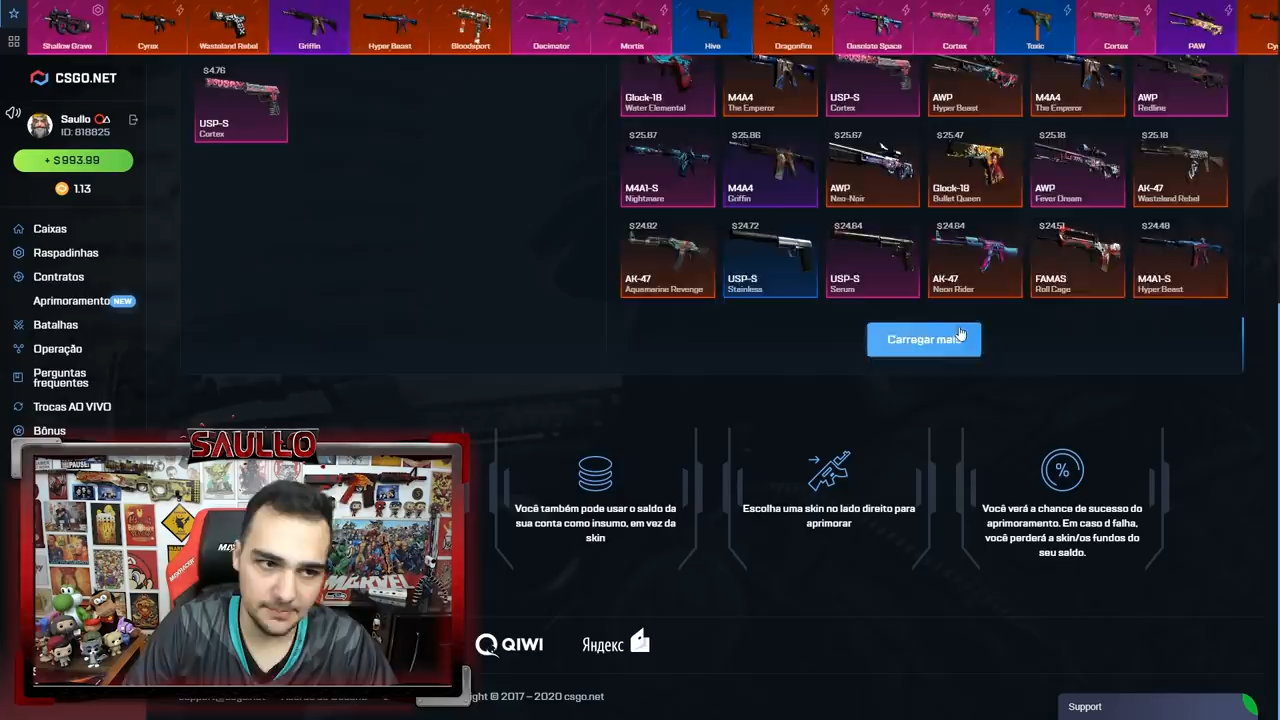 Shallow Grave
Cyrex
Wasteland Rebel
Griffin
Hyper Beast
Bloodsport
Decimator
Mortis
Hive
Dragonfire
Desolate Space
Cortex
Toxic
Cortex
PAW
CSGO.NET
Saullo
ID: 818825
+ $993.99
1.13
Caixas
Raspadinhas
Contratos
Aprimoramento NEW
Batalhas
Operação
Perguntas
frequentes
Trocas AO VIVO
Bônus
$4.76
USP-S
Cortex
Glock-18
Water Elemental
M4A4
The Emperor
USP-S
Cortex
AWP
Hyper Beast
M4A4
The Emperor
AWP
Redline
$25.87
M4A1-S
Nightmare
$25.86
M4A4
Griffin
$25.67
AWP
Neo-Noir
$25.47
Glock-18
Bullet Queen
$25.18
AWP
Fever Dream
$25.18
AK-47
Wasteland Rebel
$24.92
AK-47
Aquamarine Revenge
$24.72
USP-S
Stainless
$24.64
USP-S
Serum
$24.64
AK-47
Neon Rider
$24.51
FAMAS
Roll Cage
$24.48
M4A1-S
Hyper Beast
Carregar mais
Você também pode usar o saldo da
sua conta como insumo, em vez da
skin
Escolha uma skin no lado direito para
aprimorar
Você verá a chance de sucesso do
aprimoramento. Em caso d falha,
você perderá a skin/os fundos do
seu saldo.
SAULLO
PAUSE!
MARVEL
QIWI
Яндекс
© 2017 – 2020 csgo.net
Support